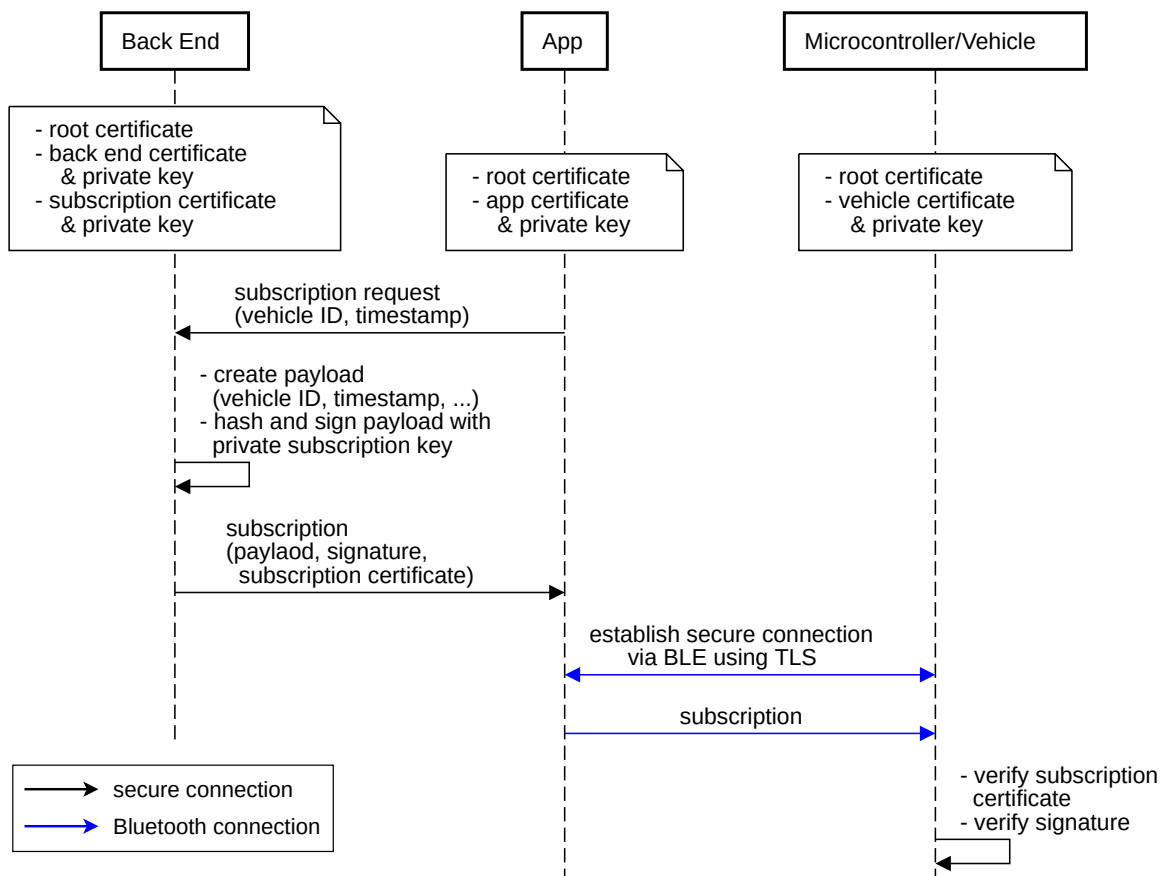 Back End
App
Microcontroller/Vehicle
- root certificate
- back end certificate
& private key
- subscription certificate
& private key
- root certificate
- app certificate
& private key
- root certificate
- vehicle certificate
& private key
subscription request
(vehicle ID, timestamp)
- create payload
(vehicle ID, timestamp, ...)
- hash and sign payload with
private subscription key
subscription
(paylaod, signature,
subscription certificate)
establish secure connection
via BLE using TLS
subscription
- verify subscription
certificate
- verify signature
secure connection
Bluetooth connection